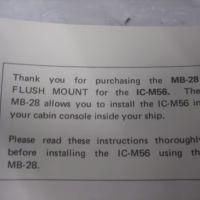 Thank you for purchasing the MB-28
FLUSH MOUNT for the IC-M56. The
MB-28 allows you to install the IC-M56 in
your cabin console inside your ship.
Please read these instructions thoroughly
before installing the IC-M56 using the
MB-28.